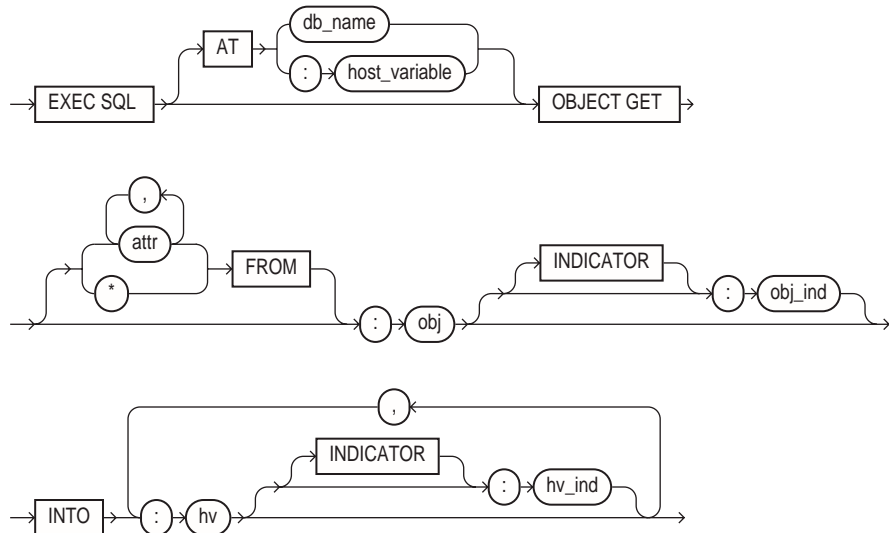 db_name
AT
: host_variable
EXEC SQL OBJECT GET
,
attr
* FROM INDICATOR
: obj : obj_ind
,
INDICATOR
INTO : hv : hv_ind